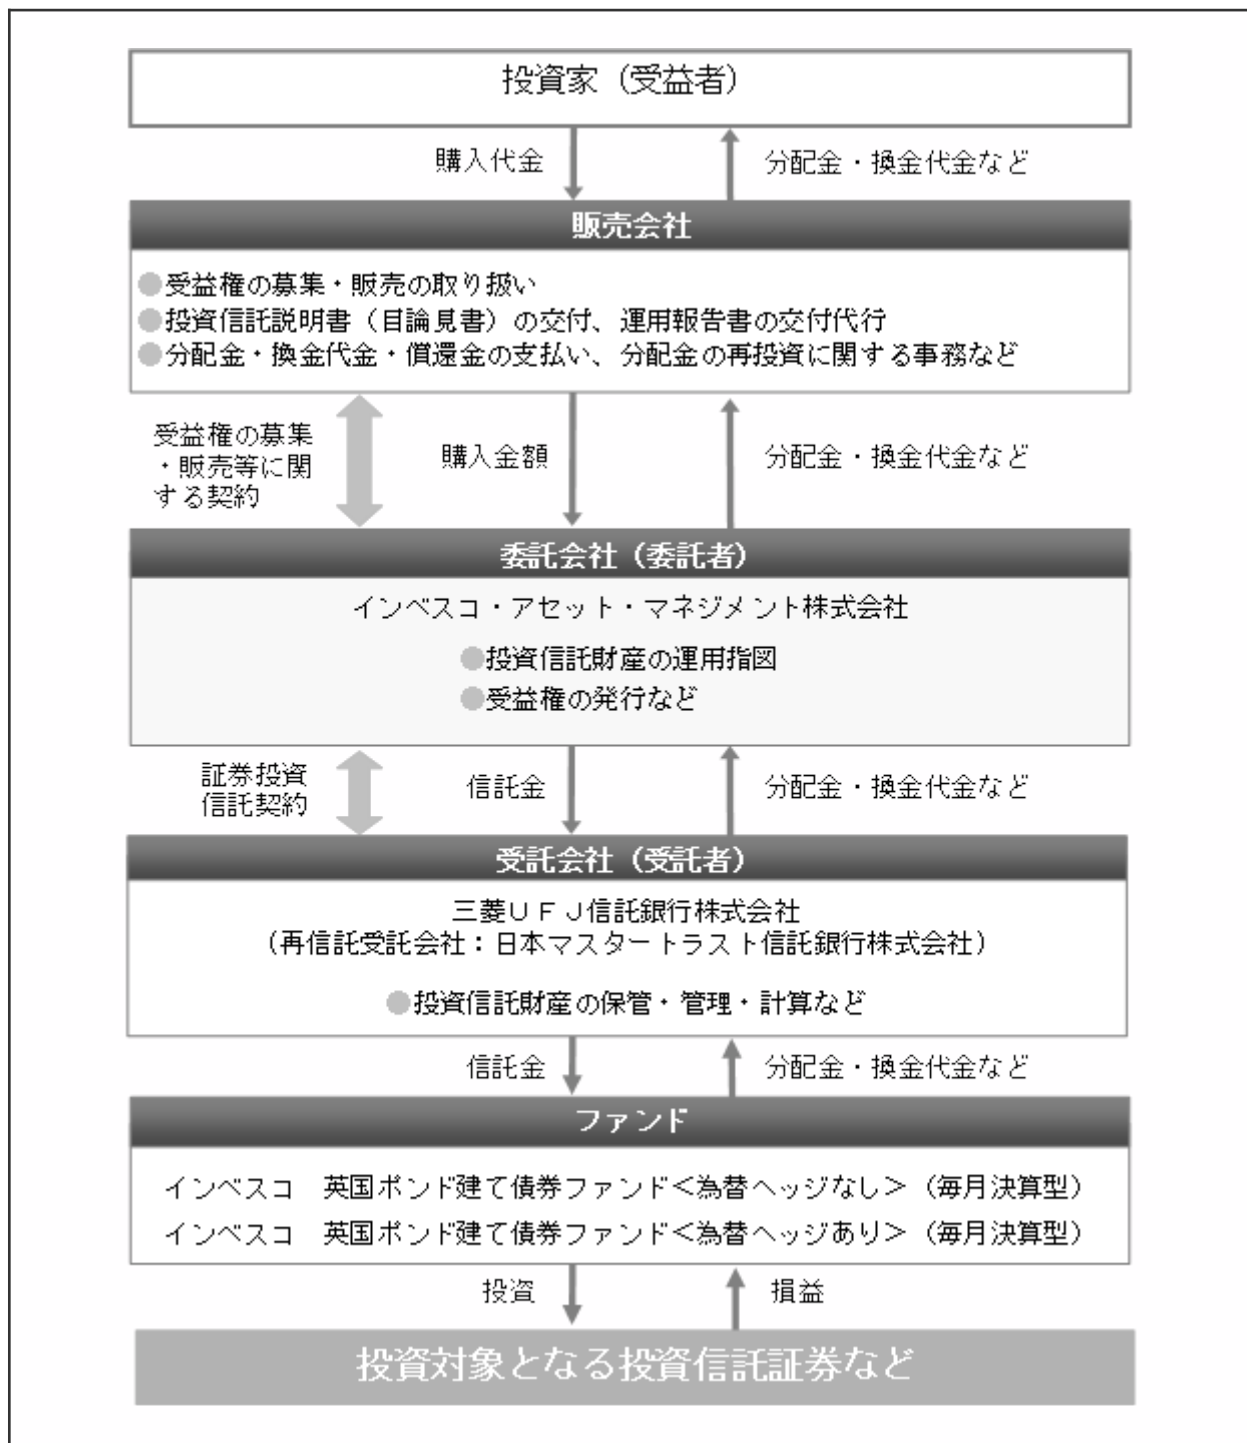 投資家（受益者）
購入代金
分配金・換金代金など
販売会社
●受益権の募集・販売の取り扱い
●投資信託説明書（目論見書）の交付、運用報告書の交付代行
●分配金・換金代金・償還金の支払い、分配金の再投資に関する事務など
受益権の募集
・販売等に関
する契約
購入金額
分配金・換金代金など
委託会社（委託者）
インベスコ・アセット・マネジメント株式会社
●投資信託財産の運用指図
●受益権の発行など
証券投資
信託契約
信託金
分配金・換金代金など
受託会社（受託者）
三菱ＵＦＪ信託銀行株式会社
（再信託受託会社：日本マスタートラスト信託銀行株式会社）
●投資信託財産の保管・管理・計算など
信託金
分配金・換金代金など
ファンド
インベスコ　英国ポンド建て債券ファンド＜為替ヘッジなし＞（毎月決算型）
インベスコ　英国ポンド建て債券ファンド＜為替ヘッジあり＞（毎月決算型）
投資
損益
投資対象となる投資信託証券など